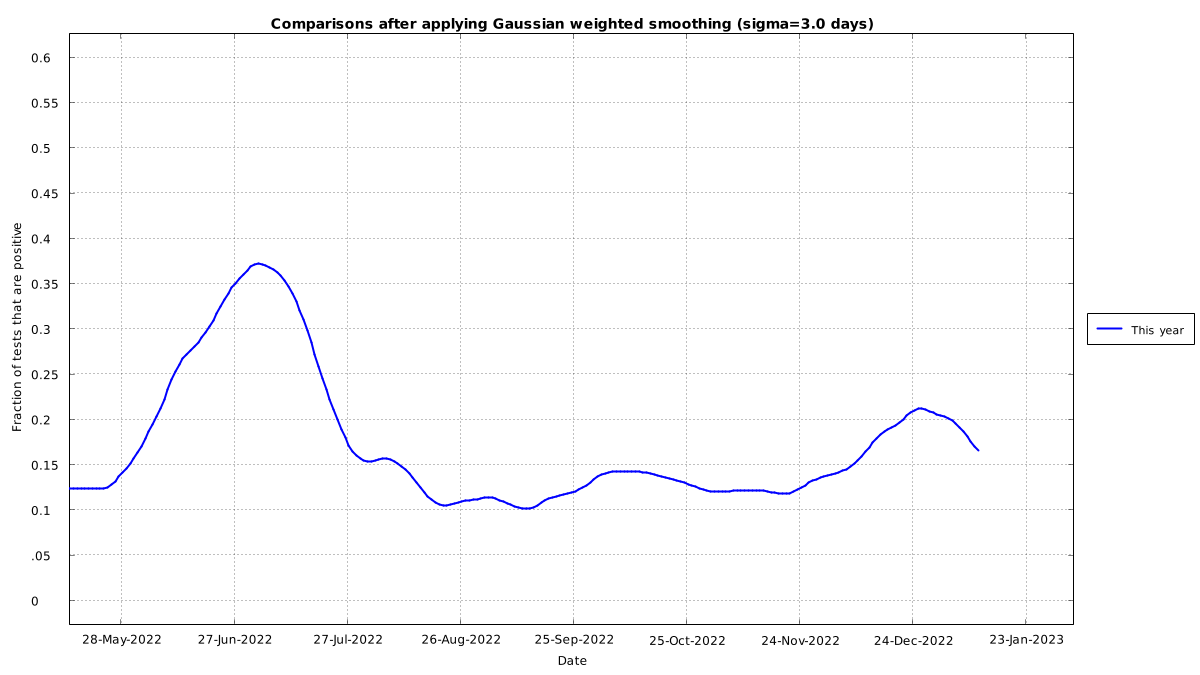 Comparisons after applying Gaussian weighted smoothing (sigma=3.0 days)
0.6
0.55
0.5
0.45
0.4
0.35
0.3
0.25
0.2
0.15
0.1
.05
0
Fraction of tests that are positive
This year
28-May-2022 27-Jun-2022 27-Jul-2022 26-Aug-2022 25-Sep-2022 25-Oct-2022 24-Nov-2022 24-Dec-2022 23-Jan-2023
Date